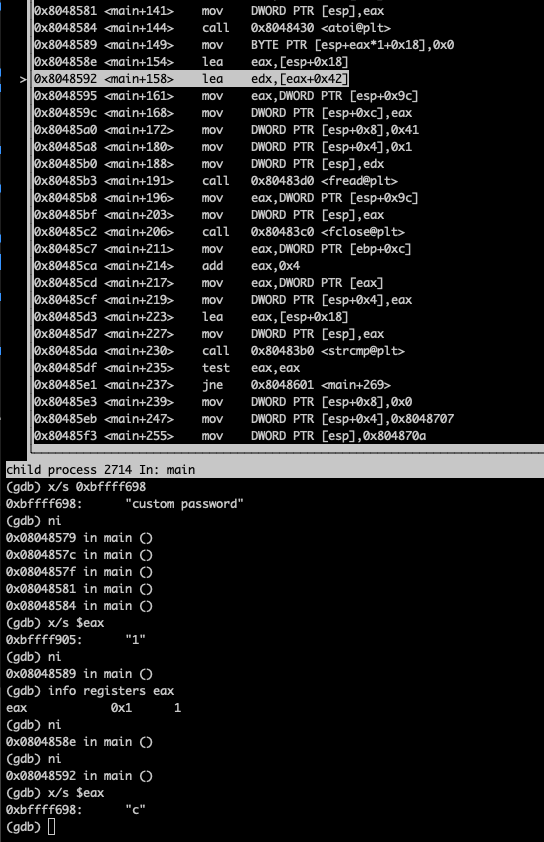 0x8048581 <main+141>    mov    DWORD PTR [esp],eax
0x8048584 <main+144>    call   0x8048430 <atoi@plt>
0x8048589 <main+149>    mov    BYTE PTR [esp+eax*1+0x18],0x0
0x804858e <main+154>    lea    eax,[esp+0x18]
>0x8048592 <main+158>    lea    edx,[eax+0x42]
0x8048595 <main+161>    mov    eax,DWORD PTR [esp+0x9c]
0x804859c <main+168>    mov    DWORD PTR [esp+0xc],eax
0x80485a0 <main+172>    mov    DWORD PTR [esp+0x8],0x41
0x80485a8 <main+180>    mov    DWORD PTR [esp+0x4],0x1
0x80485b0 <main+188>    mov    DWORD PTR [esp],edx
0x80485b3 <main+191>    call   0x80483d0 <fread@plt>
0x80485b8 <main+196>    mov    eax,DWORD PTR [esp+0x9c]
0x80485bf <main+203>    mov    DWORD PTR [esp],eax
0x80485c2 <main+206>    call   0x80483c0 <fclose@plt>
0x80485c7 <main+211>    mov    eax,DWORD PTR [ebp+0xc]
0x80485ca <main+214>    add    eax,0x4
0x80485cd <main+217>    mov    eax,DWORD PTR [eax]
0x80485cf <main+219>    mov    DWORD PTR [esp+0x4],eax
0x80485d3 <main+223>    lea    eax,[esp+0x18]
0x80485d7 <main+227>    mov    DWORD PTR [esp],eax
0x80485da <main+230>    call   0x80483b0 <strcmp@plt>
0x80485df <main+235>    test   eax,eax
0x80485e1 <main+237>    jne    0x8048601 <main+269>
0x80485e3 <main+239>    mov    DWORD PTR [esp+0x8],0x0
0x80485eb <main+247>    mov    DWORD PTR [esp+0x4],0x8048707
0x80485f3 <main+255>    mov    DWORD PTR [esp],0x804870a
child process 2714 In: main
(gdb) x/s 0xbffff698
0xbffff698:      "custom password"
(gdb) ni
0x08048579 in main ()
0x0804857c in main ()
0x0804857f in main ()
0x08048581 in main ()
0x08048584 in main ()
(gdb) x/s $eax
0xbffff905:      "1"
(gdb) ni
0x08048589 in main ()
(gdb) info registers eax
eax            0x1      1
(gdb) ni
0x0804858e in main ()
(gdb) ni
0x08048592 in main ()
(gdb) x/s $eax
0xbffff698:      "c"
(gdb)